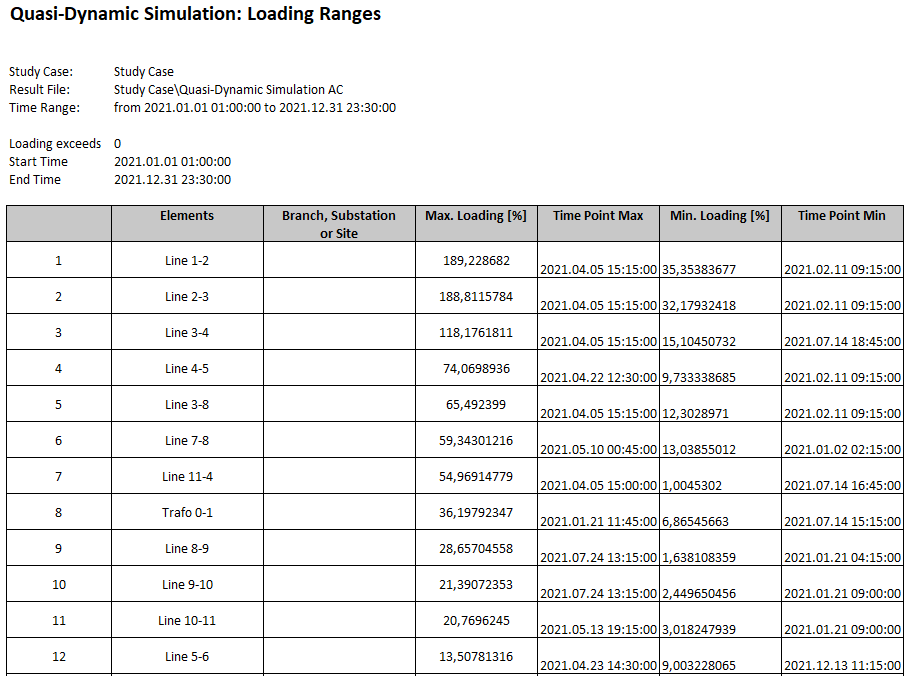 Quasi-Dynamic Simulation: Loading Ranges
Study Case: Study Case
Result File: Study Case\Quasi-Dynamic Simulation AC
Time Range: from 2021.01.01 01:00:00 to 2021.12.31 23:30:00
Loading exceeds 0
Start Time 2021.01.01 01:00:00
End Time 2021.12.31 23:30:00
Elements Branch, Substation or Site Max. Loading [%] Time Point Max Min. Loading [%] Time Point Min
1 Line 1-2 189,228682 2021.04.05 15:15:00 35,35383677 2021.02.11 09:15:00
2 Line 2-3 188,8115784 2021.04.05 15:15:00 32,17932418 2021.02.11 09:15:00
3 Line 3-4 118,1761811 2021.04.05 15:15:00 15,10450732 2021.07.14 18:45:00
4 Line 4-5 74,0698936 2021.04.22 12:30:00 9,733338685 2021.02.11 09:15:00
5 Line 3-8 65,492399 2021.04.05 15:15:00 12,3028971 2021.02.11 09:15:00
6 Line 7-8 59,34301216 2021.05.10 00:45:00 13,03855012 2021.01.02 02:15:00
7 Line 11-4 54,96914779 2021.04.05 15:00:00 1,0045302 2021.07.14 16:45:00
8 Trafo 0-1 36,19792347 2021.01.21 11:45:00 6,86545663 2021.07.14 15:15:00
9 Line 8-9 28,65704558 2021.07.24 13:15:00 1,638108359 2021.01.21 04:15:00
10 Line 9-10 21,39072353 2021.07.24 13:15:00 2,449650456 2021.01.21 09:00:00
11 Line 10-11 20,7696245 2021.05.13 19:15:00 3,018247939 2021.01.21 09:00:00
12 Line 5-6 13,50781316 2021.04.23 14:30:00 9,003228065 2021.12.13 11:15:00